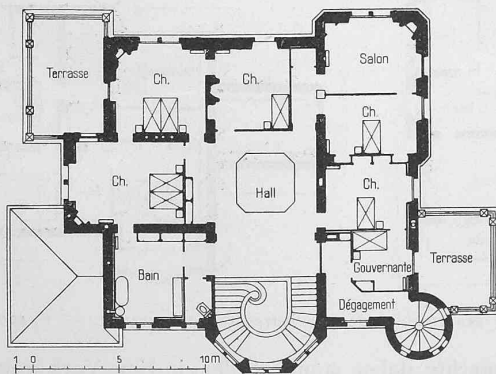 Terrasse
Ch.
Ch.
Salon
Ch.
Ch.
Hall
Ch.
Bain
Gouvernante
Terrasse
Dégagement
1 0 5 10m